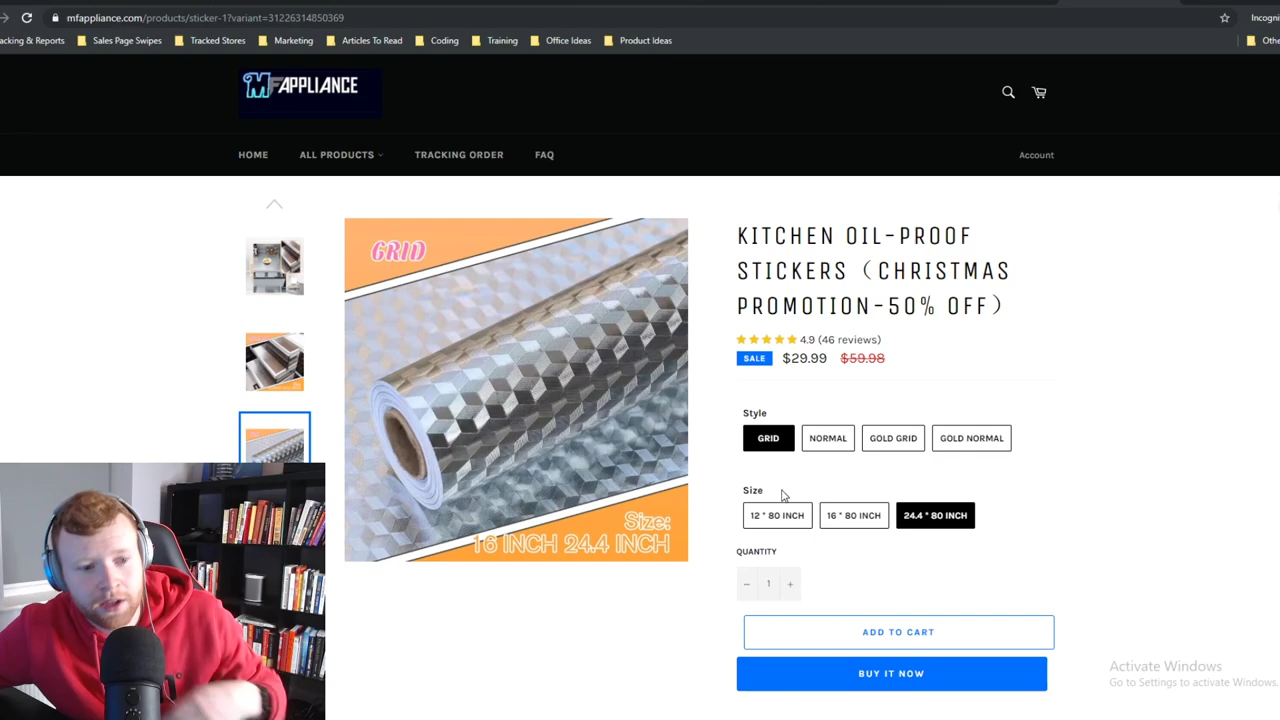 mfappliance.com/products/sticker-1?variant=31226314850369
Incogni
acking & Reports
Sales Page Swipes
Tracked Stores
Marketing
Articles To Read
Coding
Training
Office Ideas
Product Ideas
Othe
MFAPPLIANCE
HOME
ALL PRODUCTS
TRACKING ORDER
FAQ
Account
GRID
Size:
16 INCH 24.4 INCH
KITCHEN OIL-PROOF
STICKERS（CHRISTMAS
PROMOTION-50% OFF）
4.9 (46 reviews)
SALE $29.99 $59.98
Style
GRID
NORMAL
GOLD GRID
GOLD NORMAL
Size
12 * 80 INCH
16 * 80 INCH
24.4 * 80 INCH
QUANTITY
− 1 +
ADD TO CART
BUY IT NOW
Activate Windows
Go to Settings to activate Windows.